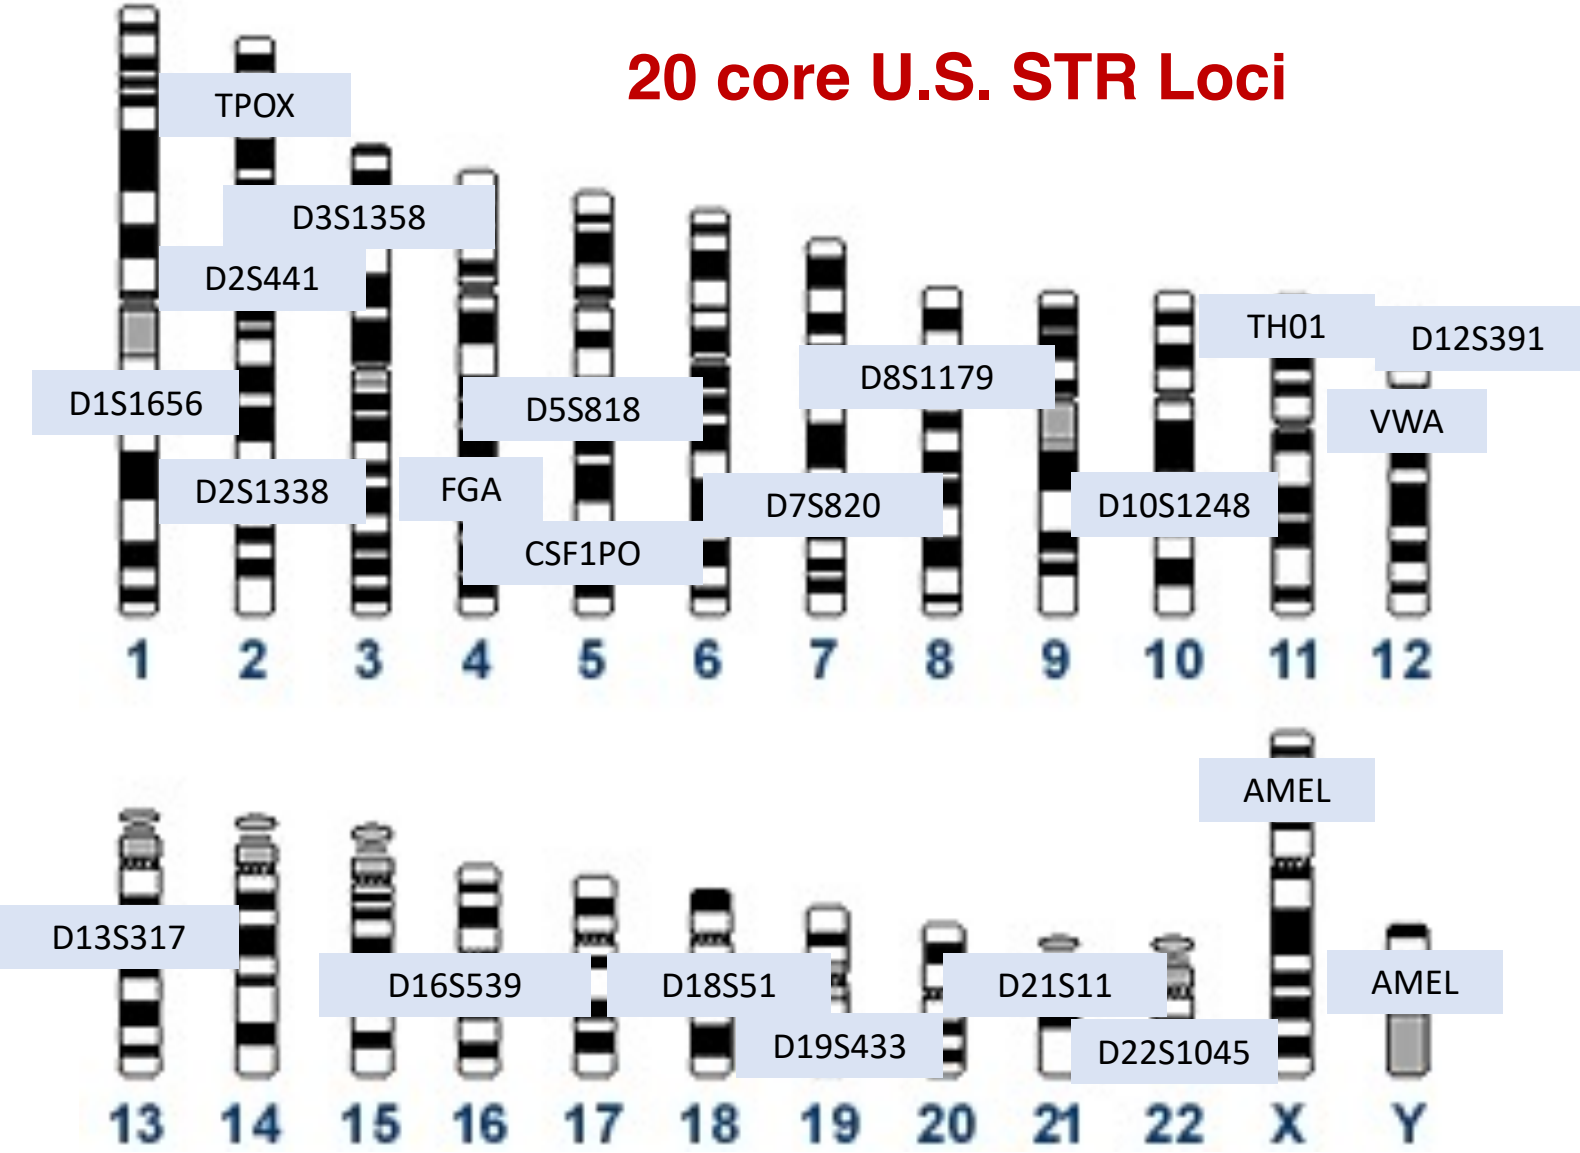 20 core U.S. STR Loci
TPOX
D3S1358
D2S441
TH01
D12S391
D8S1179
D1S1656
D5S818
VWA
D2S1338
FGA
D7S820
D10S1248
CSF1PO
1 2 3 4 5 6 7 8 9 10 11 12
AMEL
D13S317
D16S539
D18S51
D21S11
AMEL
D19S433
D22S1045
13 14 15 16 17 18 19 20 21 22 X Y